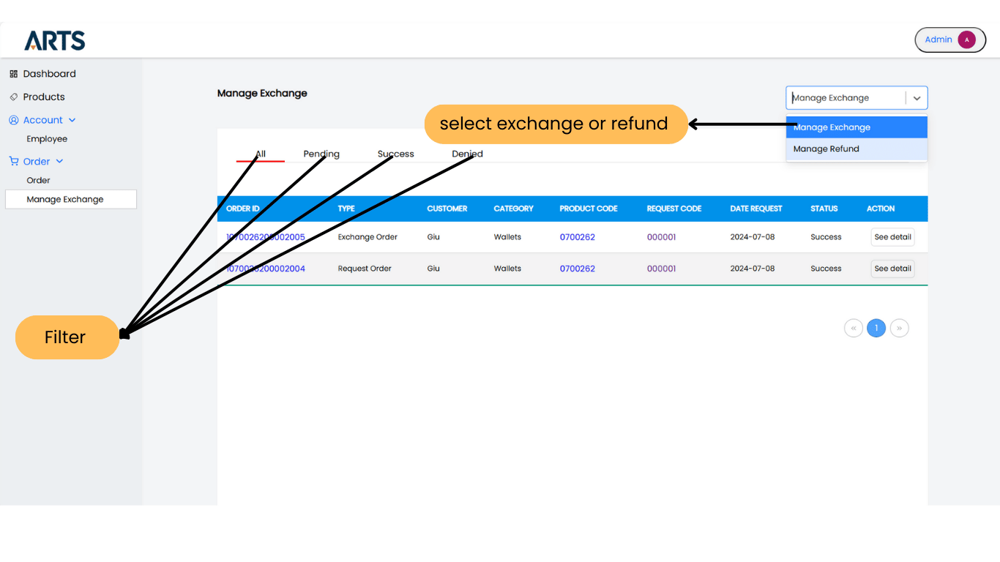 ARTS
Admin A
Dashboard
Products
Account
Employee
Order
Order
Manage Exchange
Manage Exchange
Manage Exchange
Manage Exchange
Manage Refund
select exchange or refund
All Pending Success Denied
ORDER ID TYPE CUSTOMER CATEGORY PRODUCT CODE REQUEST CODE DATE REQUEST STATUS ACTION
1070026200002005 Exchange Order Giu Wallets 0700262 000001 2024-07-08 Success See detail
1070026200002004 Request Order Giu Wallets 0700262 000001 2024-07-08 Success See detail
« 1 »
Filter